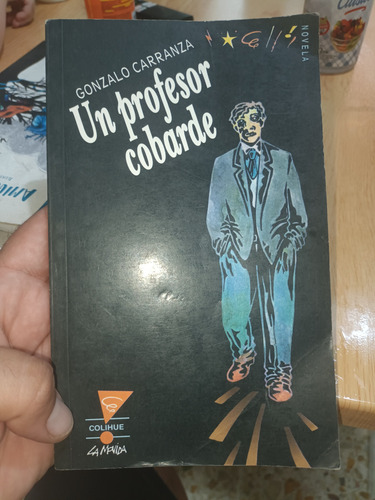 GONZALO CARRANZA
Un profesor
cobarde
NOVELA
COLIHUE
LA MOVIDA